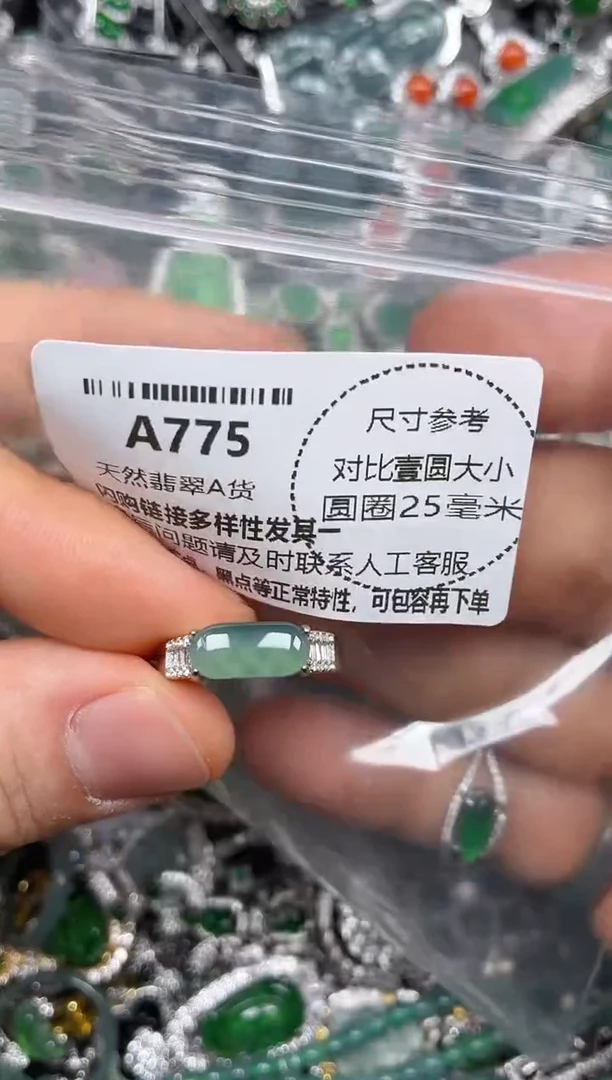 A775
天然翡翠A货
内购链接多样性发其一
问题请及时联系人工客服
黑点等正常特性，可包容再下单
尺寸参考
对比壹圆大小
圆圈25毫米